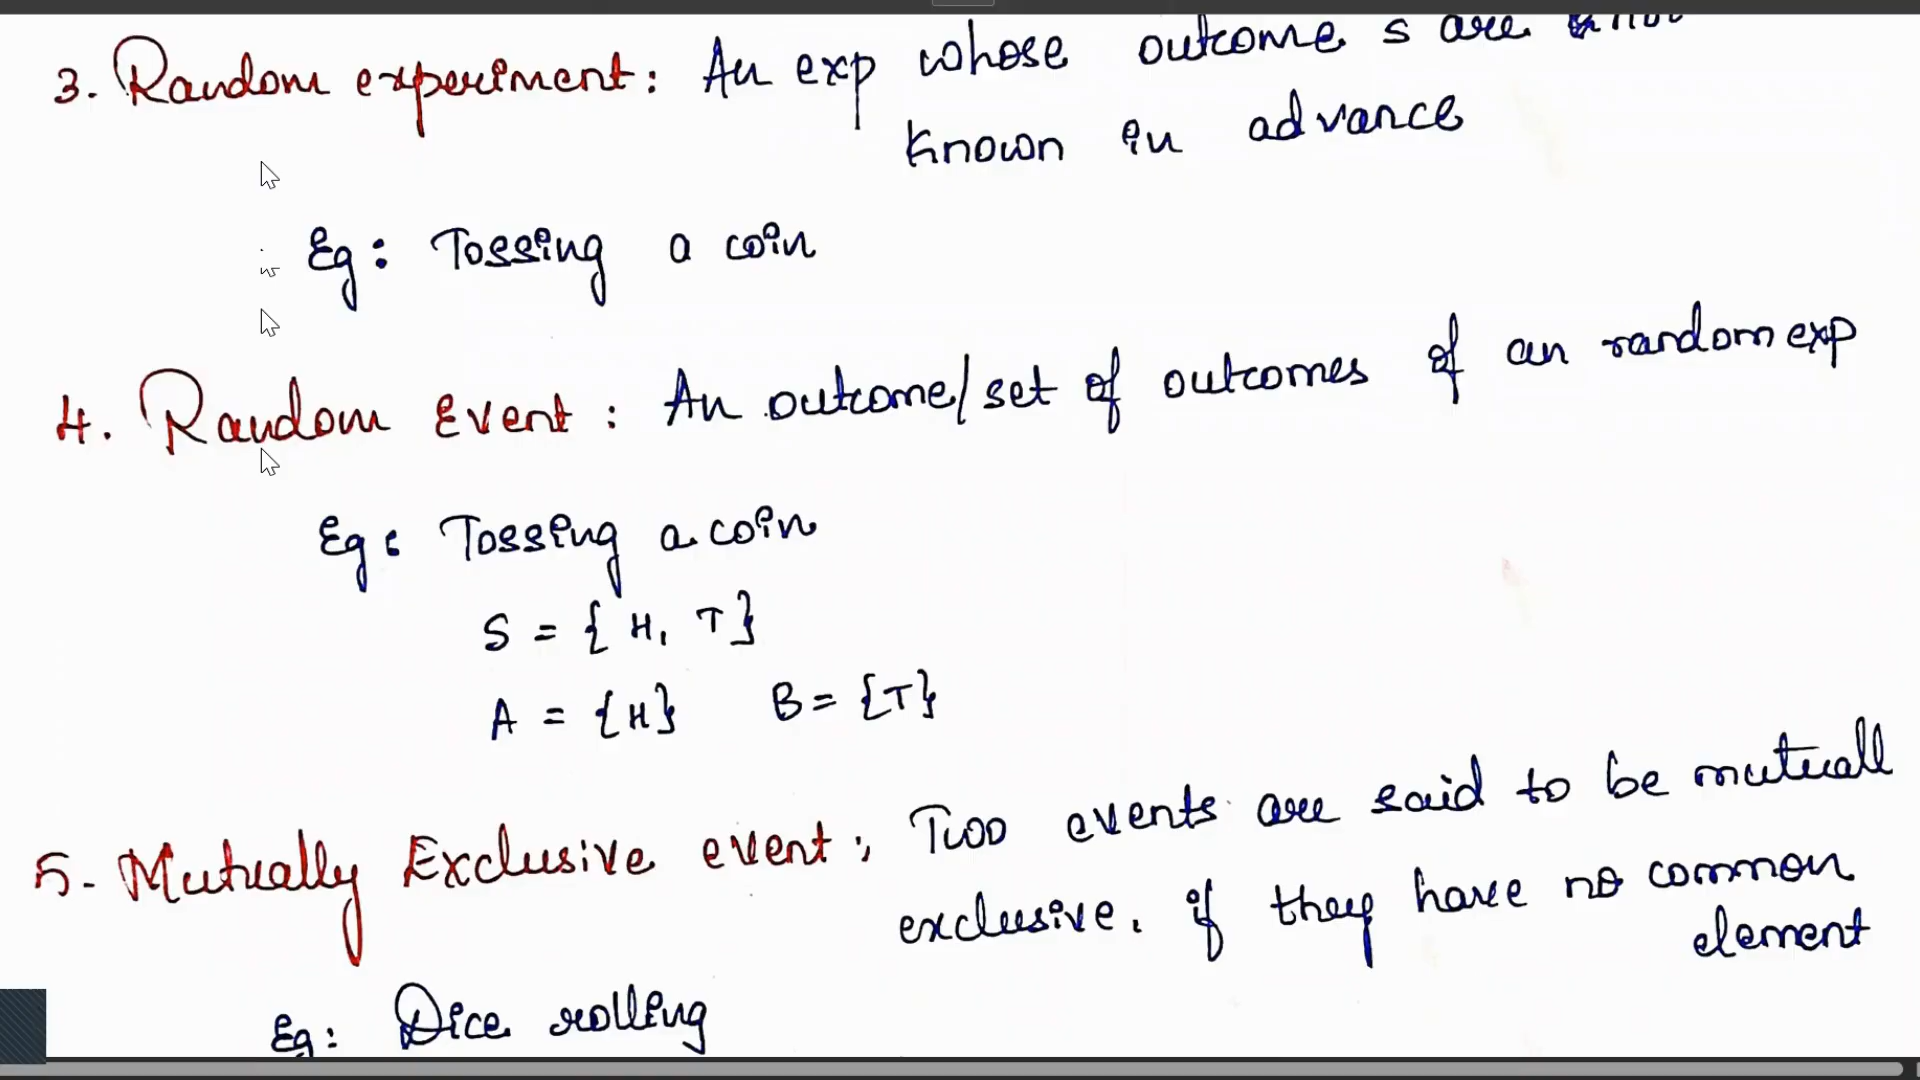 3. Random experiment: An exp whose outcome s are not
known in advance
Eg: Tossing a coin
4. Random Event: An outcome/set of outcomes of an random exp
Eg: Tossing a coin
S = { H, T}
A = {H} B = {T}
5. Mutually Exclusive event: Two events are said to be mutuall
exclusive, if they have no common
element
Eg: Dice rolling